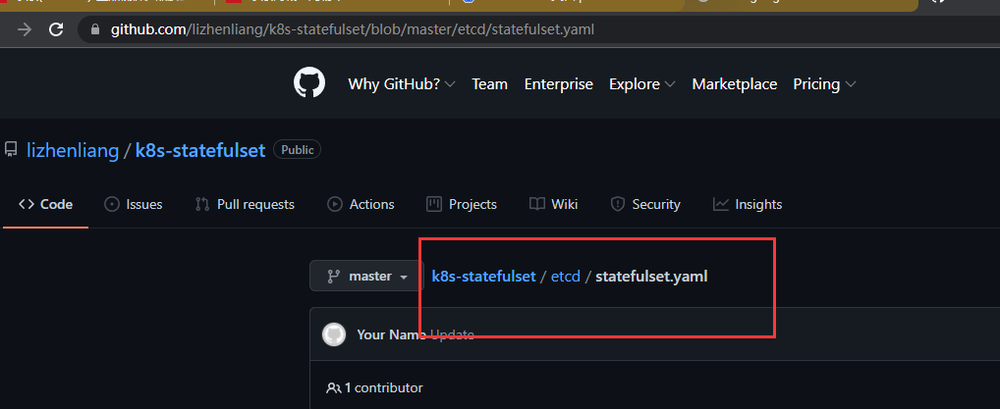 github.com/lizhenliang/k8s-statefulset/blob/master/etcd/statefulset.yaml
Why GitHub? Team Enterprise Explore Marketplace Pricing
lizhenliang / k8s-statefulset Public
Code Issues Pull requests Actions Projects Wiki Security Insights
master k8s-statefulset / etcd / statefulset.yaml
Your Name Update
1 contributor